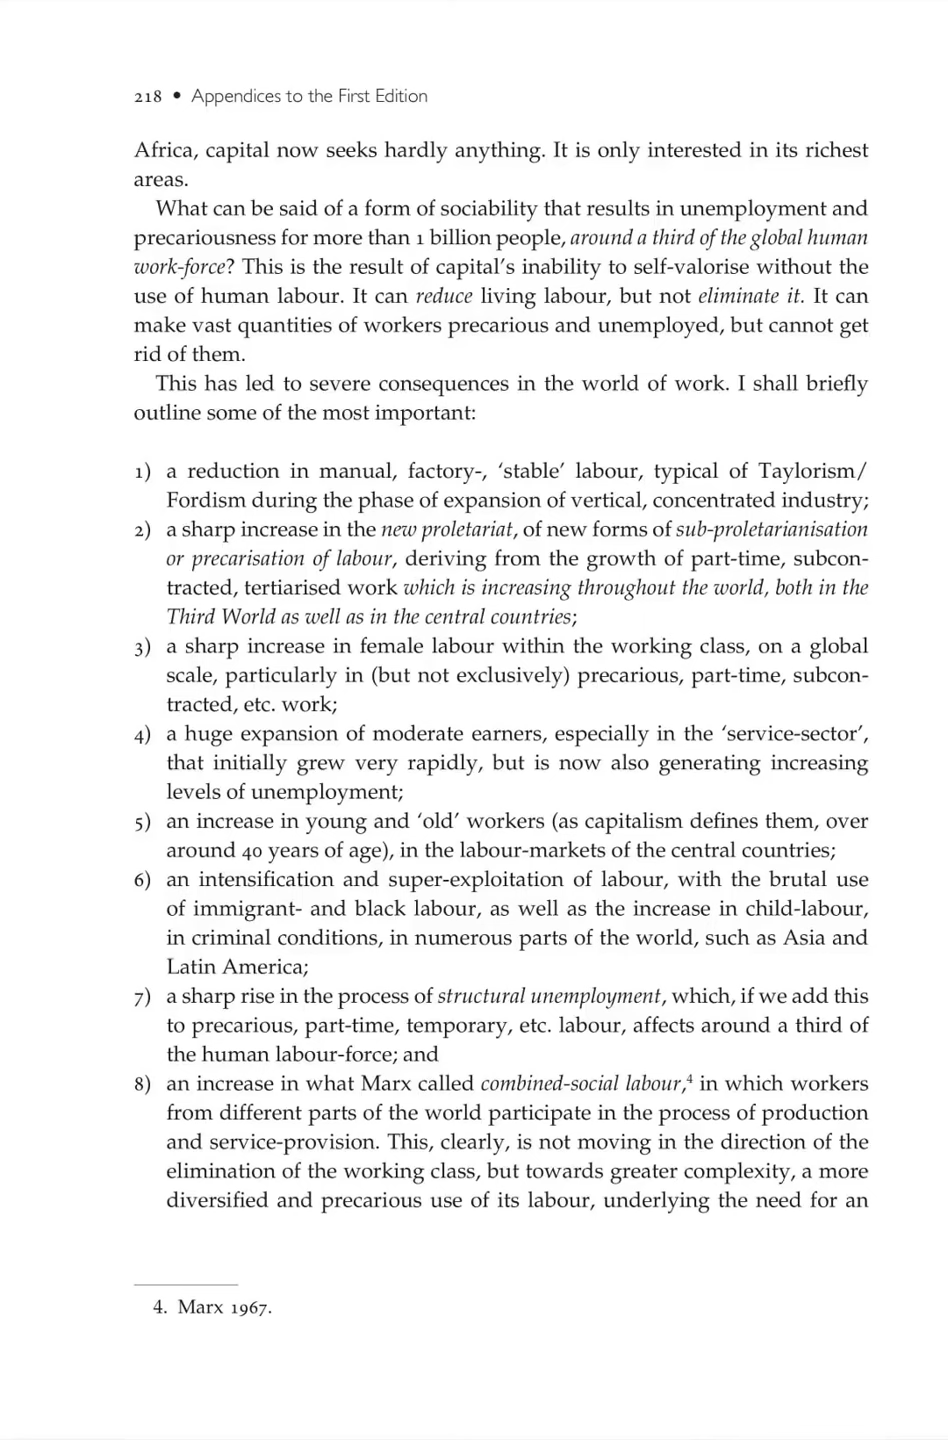 218 • Appendices to the First Edition
Africa, capital now seeks hardly anything. It is only interested in its richest
areas.
What can be said of a form of sociability that results in unemployment and
precariousness for more than 1 billion people, around a third of the global human
work-force? This is the result of capital's inability to self-valorise without the
use of human labour. It can reduce living labour, but not eliminate it. It can
make vast quantities of workers precarious and unemployed, but cannot get
rid of them.
This has led to severe consequences in the world of work. I shall briefly
outline some of the most important:
1) a reduction in manual, factory-, ‘stable’ labour, typical of Taylorism/
Fordism during the phase of expansion of vertical, concentrated industry;
2) a sharp increase in the new proletariat, of new forms of sub-proletarianisation
or precarisation of labour, deriving from the growth of part-time, subcon-
tracted, tertiarised work which is increasing throughout the world, both in the
Third World as well as in the central countries;
3) a sharp increase in female labour within the working class, on a global
scale, particularly in (but not exclusively) precarious, part-time, subcon-
tracted, etc. work;
4) a huge expansion of moderate earners, especially in the ‘service-sector’,
that initially grew very rapidly, but is now also generating increasing
levels of unemployment;
5) an increase in young and ‘old’ workers (as capitalism defines them, over
around 40 years of age), in the labour-markets of the central countries;
6) an intensification and super-exploitation of labour, with the brutal use
of immigrant- and black labour, as well as the increase in child-labour,
in criminal conditions, in numerous parts of the world, such as Asia and
Latin America;
7) a sharp rise in the process of structural unemployment, which, if we add this
to precarious, part-time, temporary, etc. labour, affects around a third of
the human labour-force; and
8) an increase in what Marx called combined-social labour,⁴ in which workers
from different parts of the world participate in the process of production
and service-provision. This, clearly, is not moving in the direction of the
elimination of the working class, but towards greater complexity, a more
diversified and precarious use of its labour, underlying the need for an
4. Marx 1967.